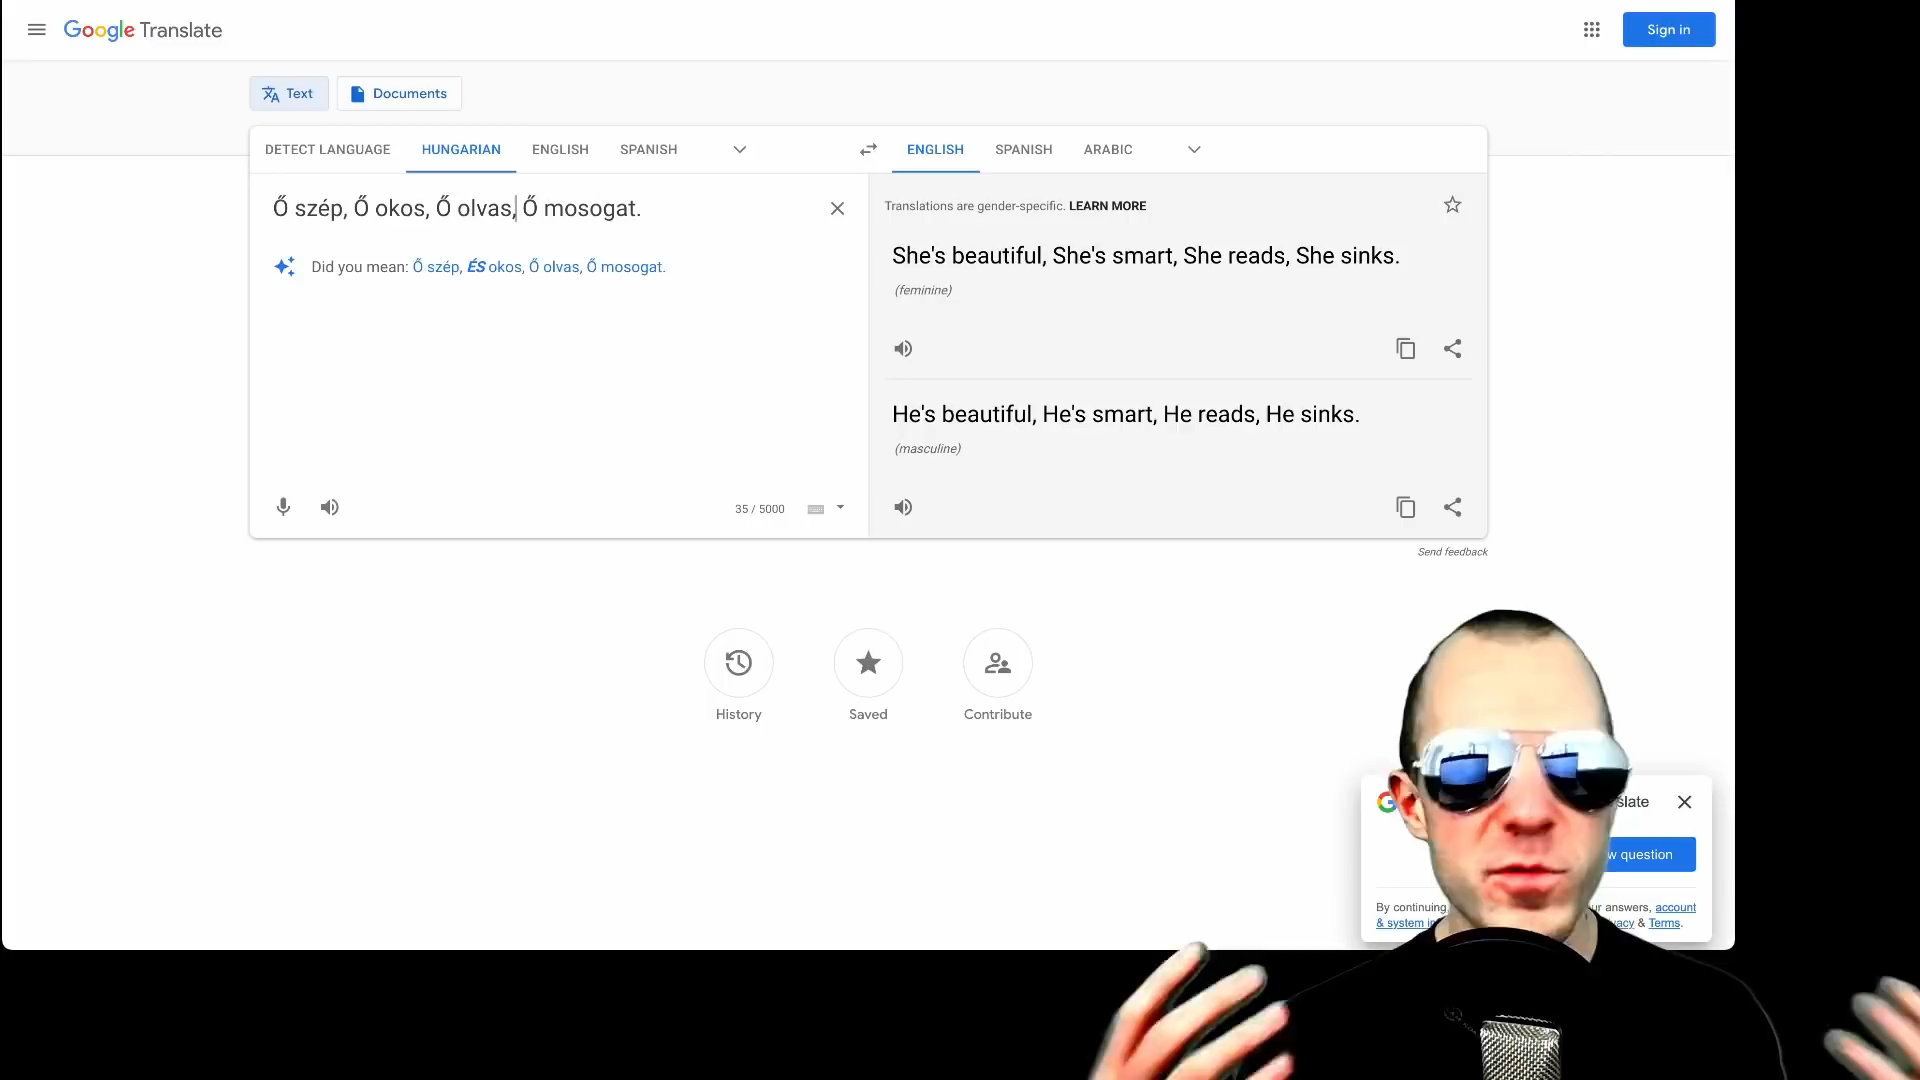 Google Translate
Sign in
Text
Documents
DETECT LANGUAGE
HUNGARIAN
ENGLISH
SPANISH
ENGLISH
SPANISH
ARABIC
Ő szép, Ő okos, Ő olvas, Ő mosogat.
Did you mean: Ő szép, ÉS okos, Ő olvas, Ő mosogat.
35 / 5000
Translations are gender-specific. LEARN MORE
She's beautiful, She's smart, She reads, She sinks.
(feminine)
He's beautiful, He's smart, He reads, He sinks.
(masculine)
Send feedback
History
Saved
Contribute
slate
question
By continuing, answers, account
& system & Terms.